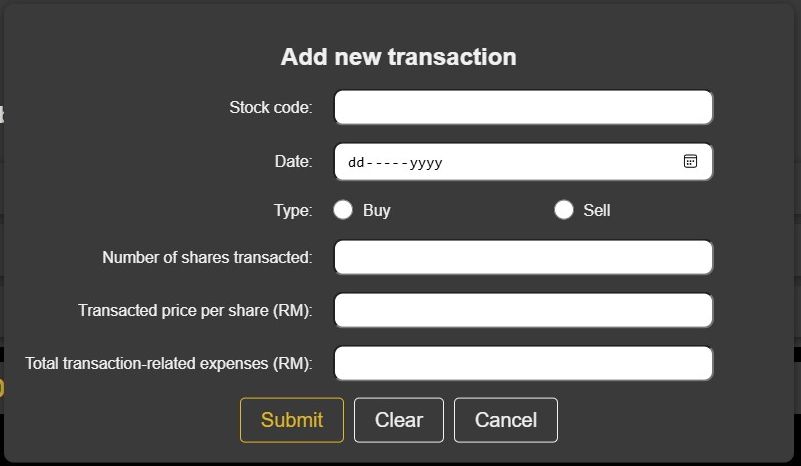 Add new transaction
Stock code:
Date: dd-----yyyy
Type: Buy Sell
Number of shares transacted:
Transacted price per share (RM):
Total transaction-related expenses (RM):
Submit Clear Cancel